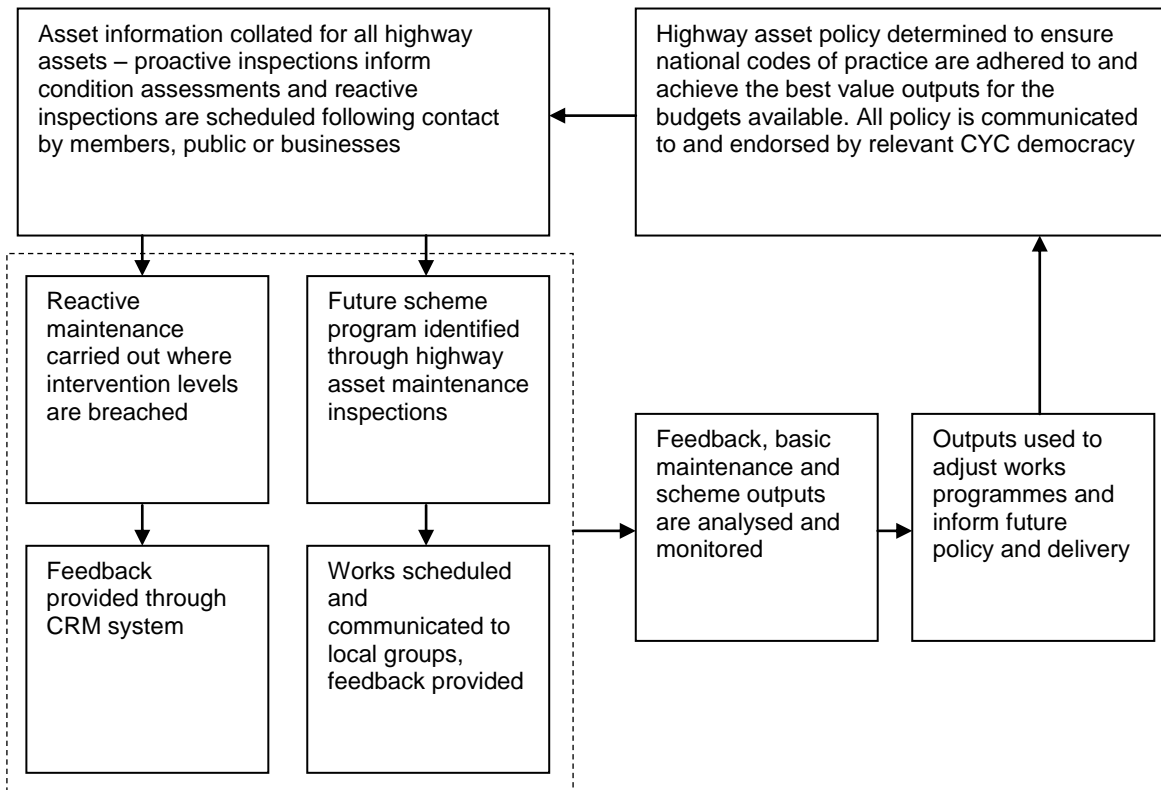 Asset information collated for all highway
assets – proactive inspections inform
condition assessments and reactive
inspections are scheduled following contact
by members, public or businesses
Highway asset policy determined to ensure
national codes of practice are adhered to and
achieve the best value outputs for the
budgets available. All policy is communicated
to and endorsed by relevant CYC democracy
Reactive
maintenance
carried out where
intervention levels
are breached
Future scheme
program identified
through highway
asset maintenance
inspections
Feedback
provided through
CRM system
Works scheduled
and
communicated to
local groups,
feedback provided
Feedback, basic
maintenance and
scheme outputs
are analysed and
monitored
Outputs used to
adjust works
programmes and
inform future
policy and delivery